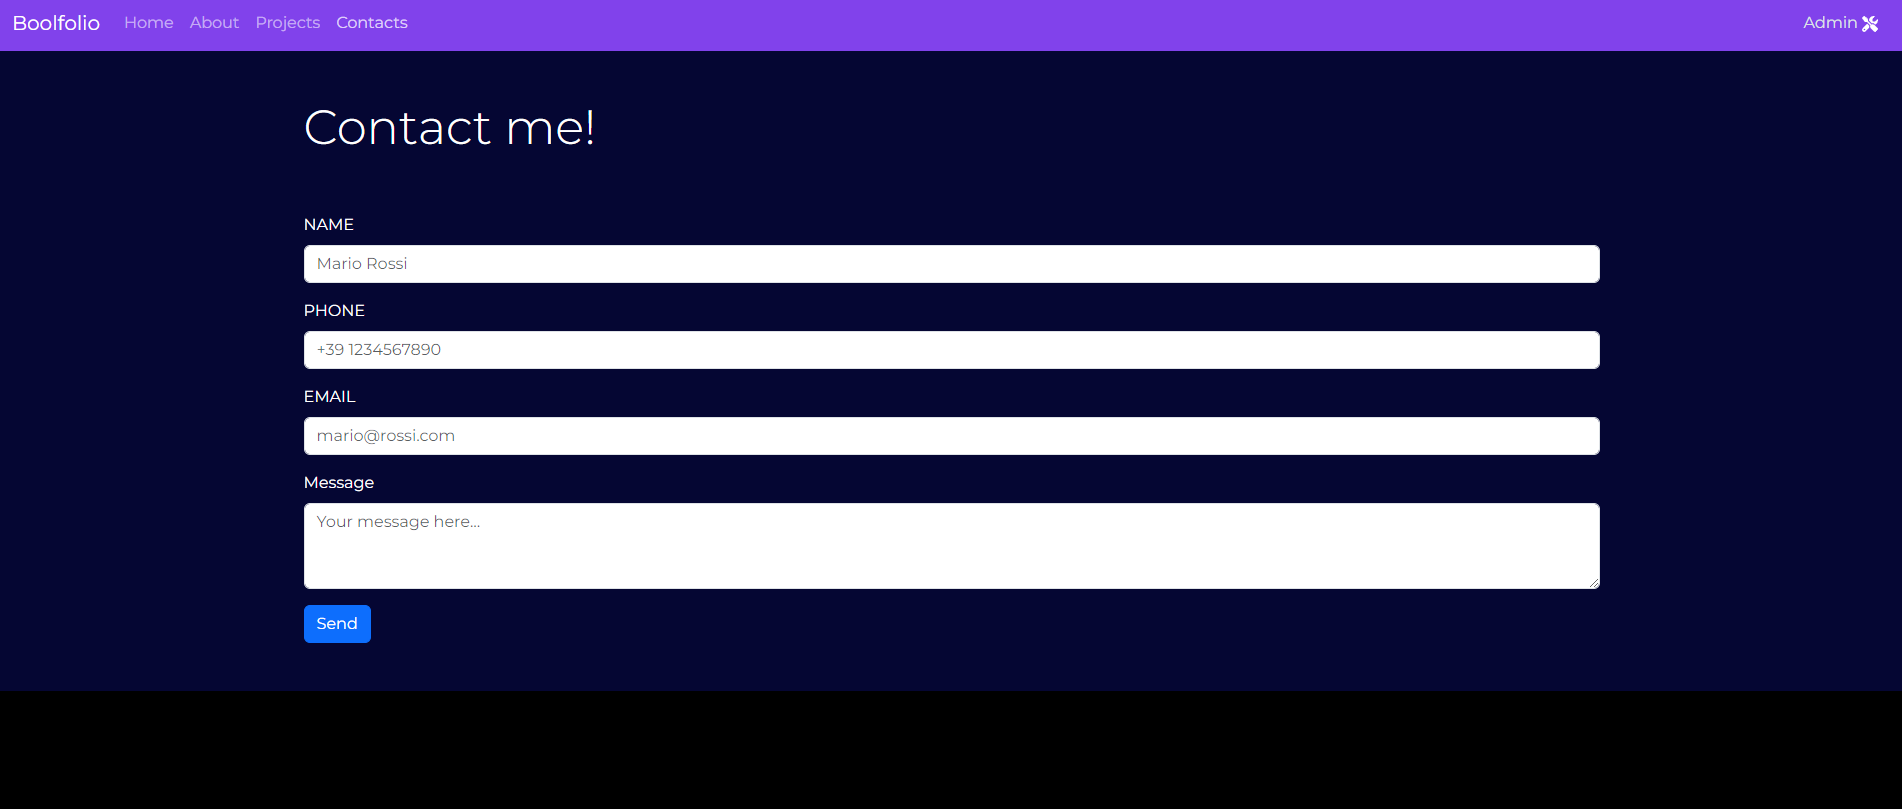 Boolfolio Home About Projects Contacts Admin
Contact me!
NAME
Mario Rossi
PHONE
+39 1234567890
EMAIL
mario@rossi.com
Message
Your message here...
Send